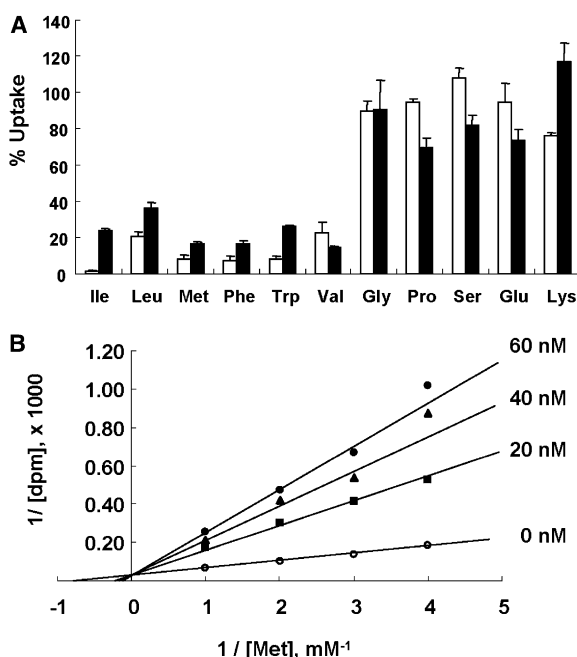 A
140
120
100
80
60
40
20
0
% Uptake
Ile Leu Met Phe Trp Val Gly Pro Ser Glu Lys
B
1.20
1.00
0.80
0.60
0.40
0.20
1/ [dpm], x 1000
60 nM
40 nM
20 nM
0 nM
-1 0 1 2 3 4 5
1 / [Met], mM-1